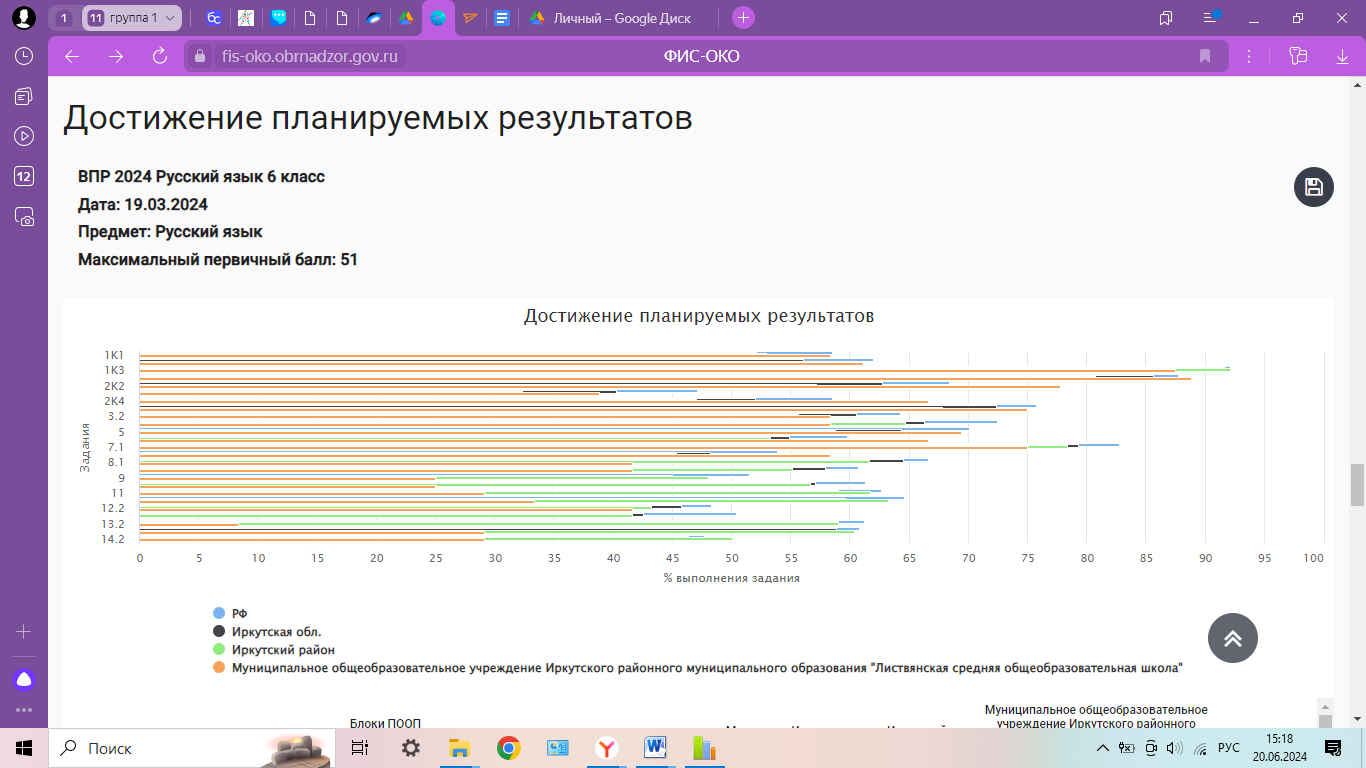 1
11 группа 1
Личный – Google Диск
fis-oko.obrnadzor.gov.ru
ФИС-ОКО
12
Достижение планируемых результатов
ВПР 2024 Русский язык 6 класс
Дата: 19.03.2024
Предмет: Русский язык
Максимальный первичный балл: 51
Достижение планируемых результатов
Задания
1К1
1К3
2К2
2К4
3.2
5
7.1
8.1
9
11
12.2
13.2
14.2
0 5 10 15 20 25 30 35 40 45 50 55 60 65 70 75 80 85 90 95 100
% выполнения задания
РФ
Иркутская обл.
Иркутский район
Муниципальное общеобразовательное учреждение Иркутского районного муниципального образования "Листвянская средняя общеобразовательная школа"
Муниципальное общеобразовательное
Блоки ПООП
учреждение Иркутского районного
Поиск
РУС
15:18
20.06.2024